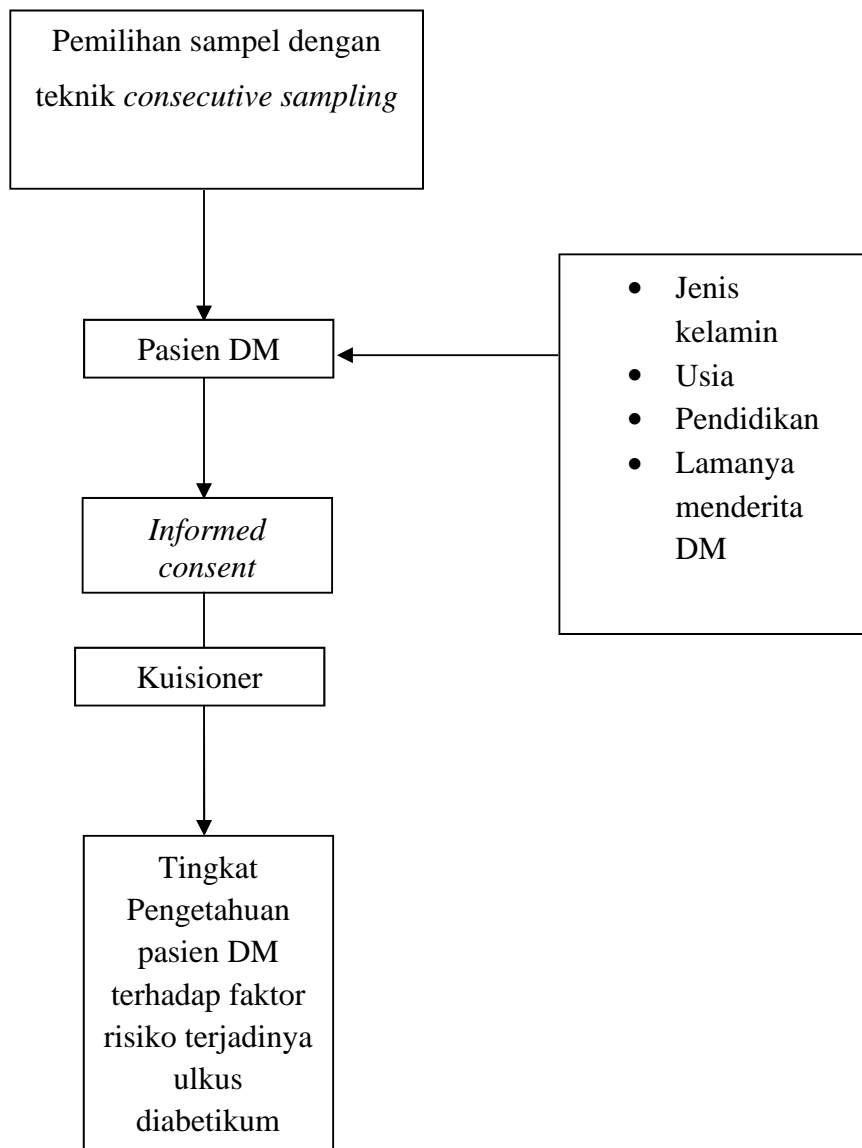 Pemilihan sampel dengan
teknik consecutive sampling
Pasien DM
• Jenis
kelamin
• Usia
• Pendidikan
• Lamanya
menderita
DM
Informed
consent
Kuisioner
Tingkat
Pengetahuan
pasien DM
terhadap faktor
risiko terjadinya
ulkus
diabetikum